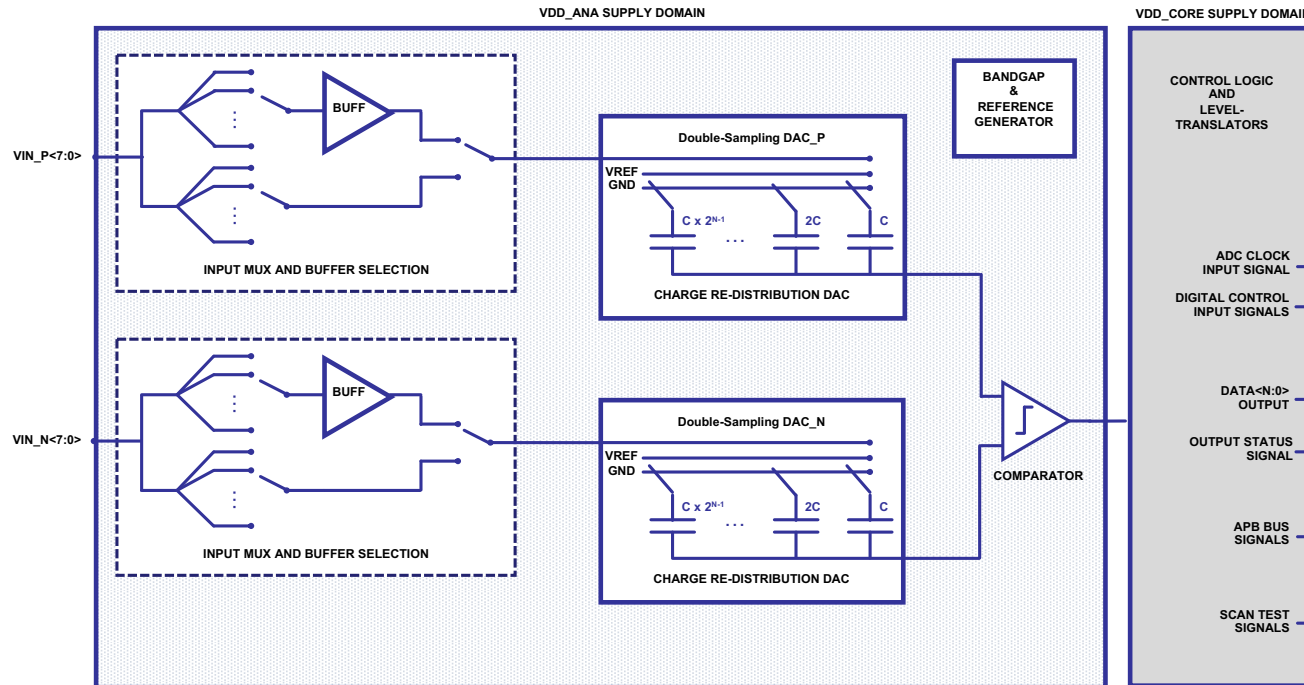 VDD_ANA SUPPLY DOMAIN
VDD_CORE SUPPLY DOMAIN
BUFF
VIN_P<7:0>
INPUT MUX AND BUFFER SELECTION
Double-Sampling DAC_P
VREF
GND
C x 2^N-1
2C
C
...
CHARGE RE-DISTRIBUTION DAC
BANDGAP
&
REFERENCE
GENERATOR
BUFF
VIN_N<7:0>
INPUT MUX AND BUFFER SELECTION
Double-Sampling DAC_N
VREF
GND
C x 2^N-1
2C
C
...
CHARGE RE-DISTRIBUTION DAC
COMPARATOR
CONTROL LOGIC
AND
LEVEL-
TRANSLATORS
ADC CLOCK
INPUT SIGNAL
DIGITAL CONTROL
INPUT SIGNALS
DATA<N:0>
OUTPUT
OUTPUT STATUS
SIGNAL
APB BUS
SIGNALS
SCAN TEST
SIGNALS